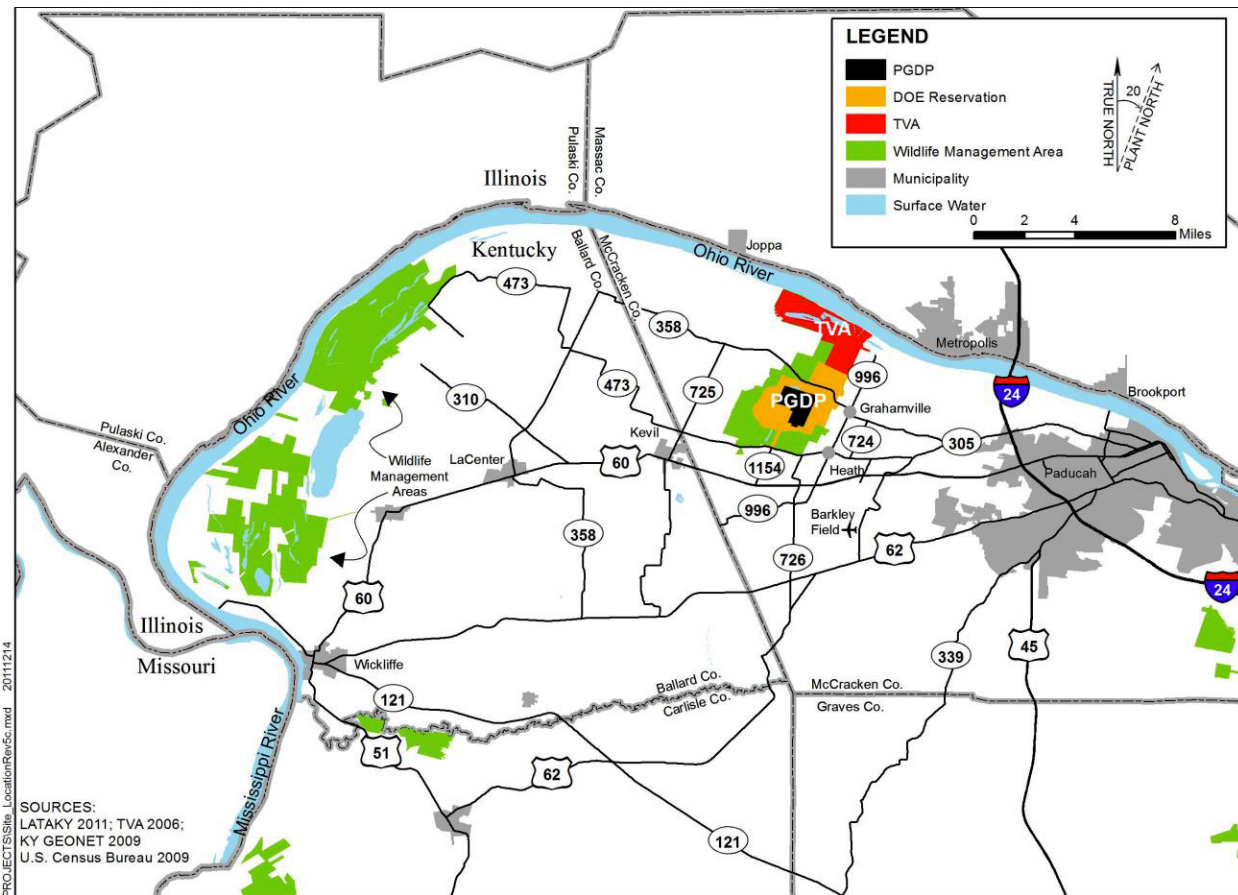 LEGEND
PGDP
DOE Reservation
TVA
Wildlife Management Area
Municipality
Surface Water
TRUE NORTH
20
PLANT NORTH
0 2 4 8
Miles
Pulaski Co.
Massac Co.
Illinois
Kentucky
Ballard Co.
McCracken Co.
Ohio River
Joppa
473
358
TVA
Metropolis
996
24
Brookport
Ohio River
310
473
725
PGDP
Grahamville
Pulaski Co.
Alexander
Co.
Wildlife
Management
Areas
LaCenter
Kevil
60
724
305
1154
Heath
Paducah
996
Barkley
Field
358
62
726
60
24
Illinois
Missouri
Wickliffe
339
45
121
Ballard Co.
Carlisle Co.
McCracken Co.
Graves Co.
51
62
Mississippi River
121
SOURCES:
LATAKY 2011; TVA 2006;
KY GEONET 2009
U.S. Census Bureau 2009
PROJECTS\Site_LocationRev5c.mxd 20111214